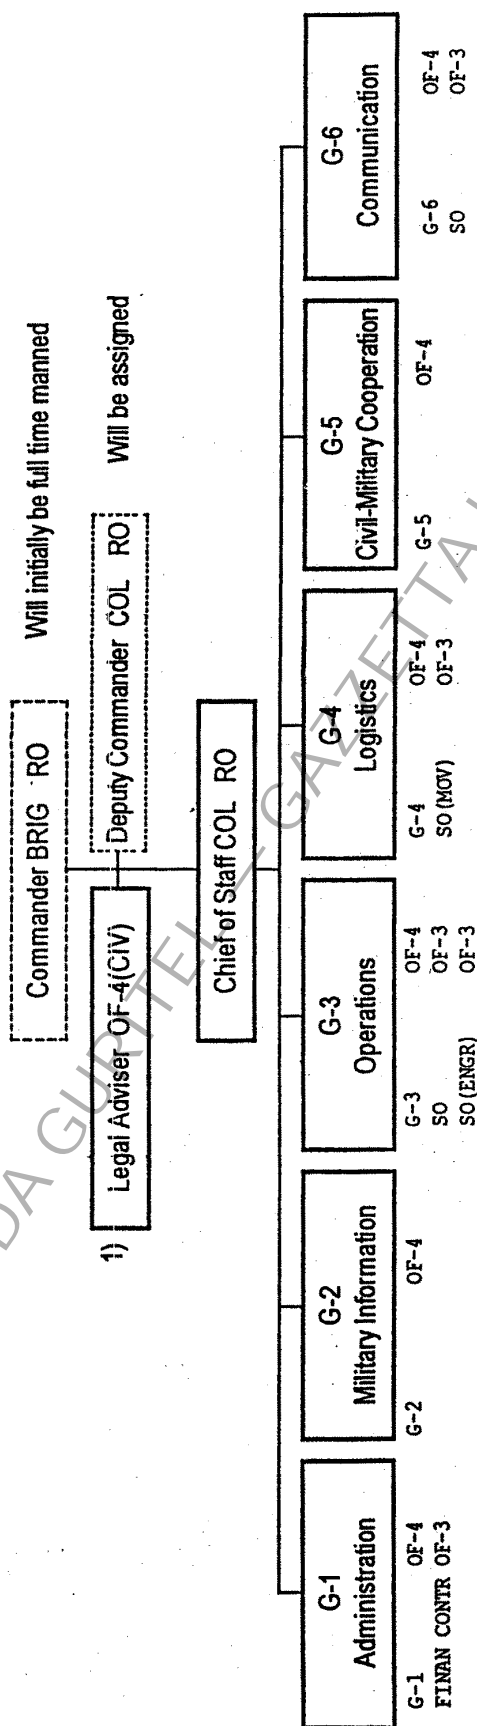 Commander BRIG RO
Will initially be full time manned
1)
Legal Adviser OF-4(CIV)
Deputy Commander COL RO
Will be assigned
Chief of Staff COL RO
G-1
Administration
G-1 OF-4
FINAN CONTR OF-3
G-2
Military Information
G-2 OF-4
G-3
Operations
G-3 OF-4
SO OF-3
SO(ENGR) OF-3
G-4
Logistics
G-4 OF-4
SO(MOV) OF-3
G-5
Civil-Military Cooperation
G-5 OF-4
G-6
Communication
G-6 OF-4
SO OF-3
DA GURITEL — GAZZETTA